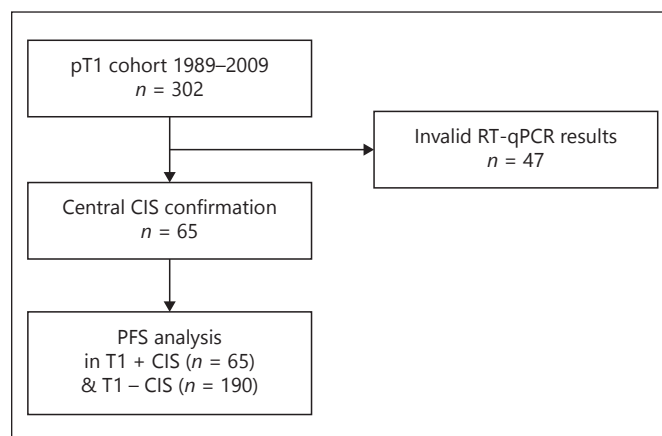 pT1 cohort 1989–2009
n = 302
Invalid RT-qPCR results
n = 47
Central CIS confirmation
n = 65
PFS analysis
in T1 + CIS (n = 65)
& T1 – CIS (n = 190)